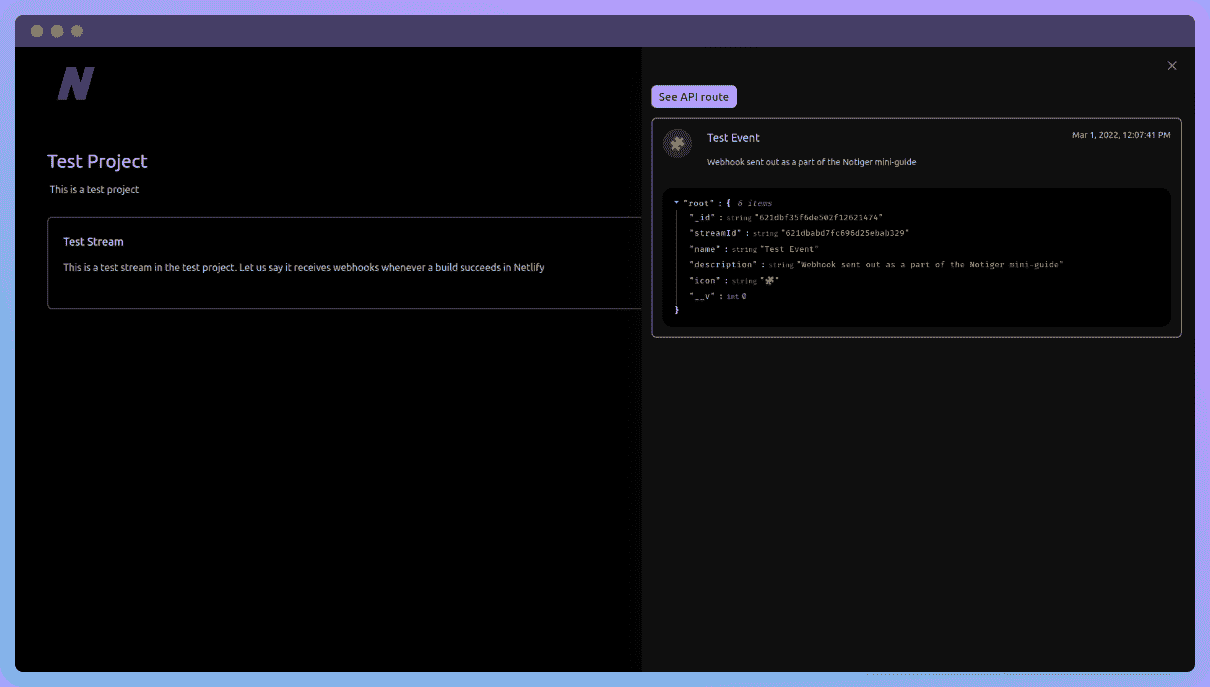 N
Test Project
This is a test project
Test Stream
This is a test stream in the test project. Let us say it receives webhooks whenever a build succeeds in Netlify
See API route
Test Event
Mar 1, 2022, 12:07:41 PM
Webhook sent out as a part of the Notiger mini-guide
"root" : { 6 items
"_id" : string "621dbf35f6de502f12621474"
"streamId" : string "621dbabd7fc696d25ebab329"
"name" : string "Test Event"
"description" : string "Webhook sent out as a part of the Notiger mini-guide"
"icon" : string "🐅"
"__v" : int 0
}